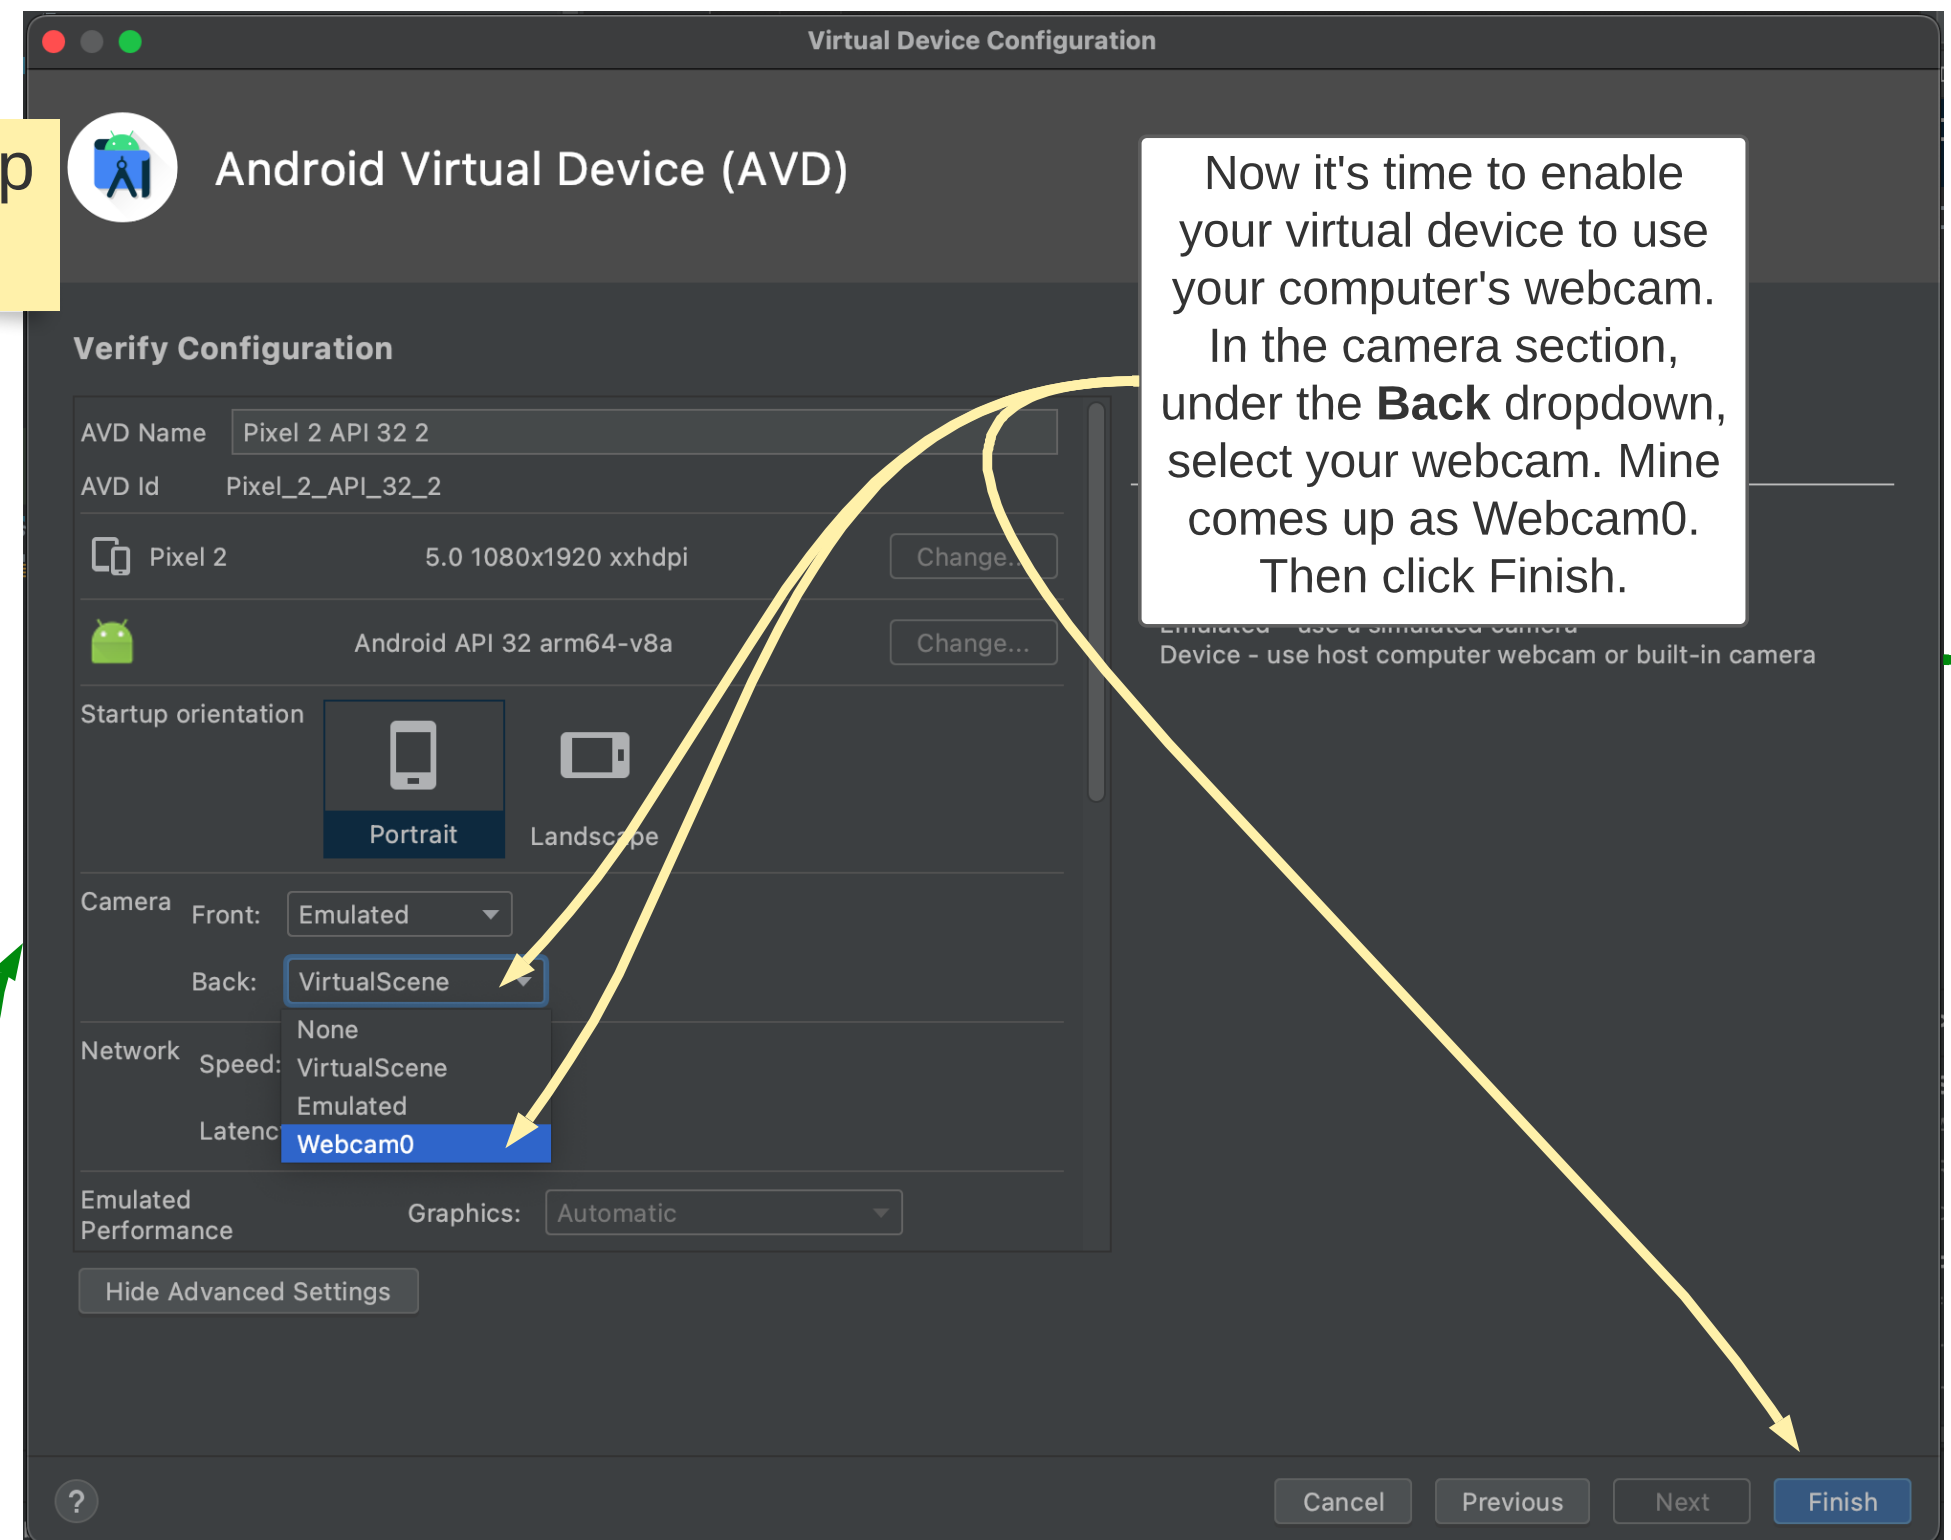 Virtual Device Configuration
p
Android Virtual Device (AVD)
Now it's time to enable
your virtual device to use
your computer's webcam.
In the camera section,
under the Back dropdown,
select your webcam. Mine
comes up as Webcam0.
Then click Finish.
Verify Configuration
AVD Name Pixel 2 API 32 2
AVD Id Pixel_2_API_32_2
Pixel 2 5.0 1080x1920 xxhdpi Change...
Android API 32 arm64-v8a Change...
Emulated - use a simulated camera
Device - use host computer webcam or built-in camera
Startup orientation
Portrait Landscape
Camera Front: Emulated
Back: VirtualScene
None
Network Speed: VirtualScene
Emulated
Latenc Webcam0
Emulated
Performance Graphics: Automatic
Hide Advanced Settings
? Cancel Previous Next Finish